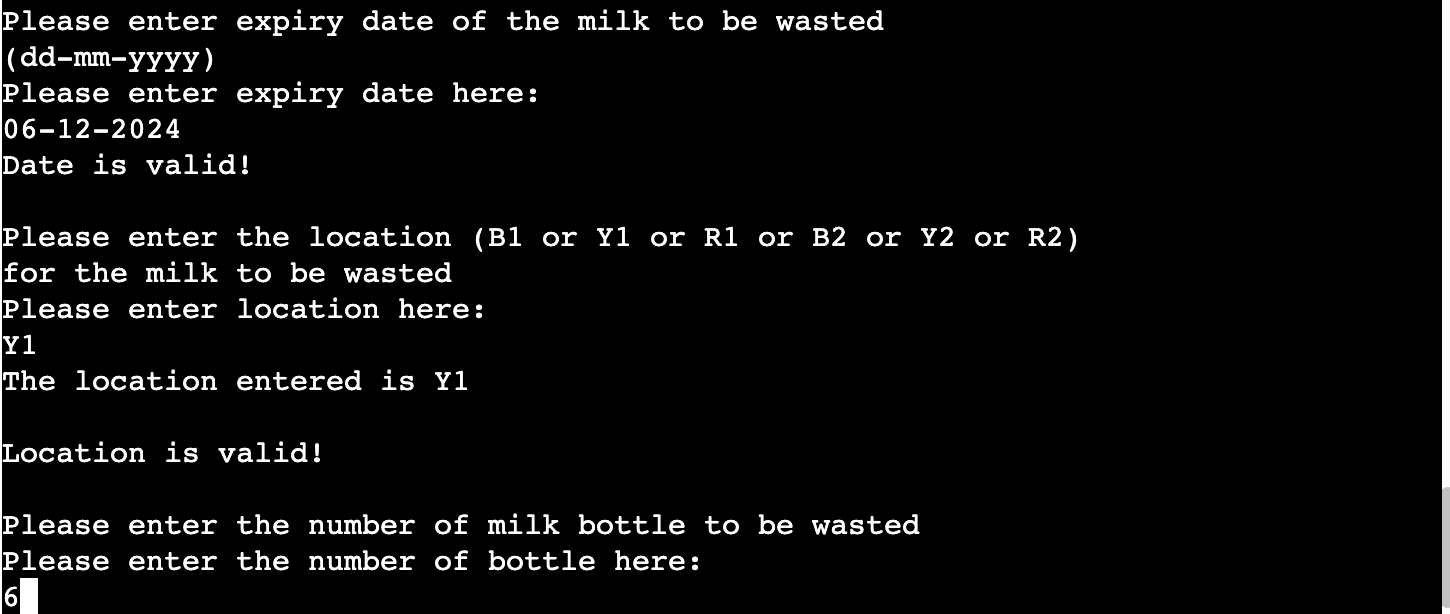 Please enter expiry date of the milk to be wasted
(dd-mm-yyyy)
Please enter expiry date here:
06-12-2024
Date is valid!
Please enter the location (B1 or Y1 or R1 or B2 or Y2 or R2)
for the milk to be wasted
Please enter location here:
Y1
The location entered is Y1
Location is valid!
Please enter the number of milk bottle to be wasted
Please enter the number of bottle here:
6